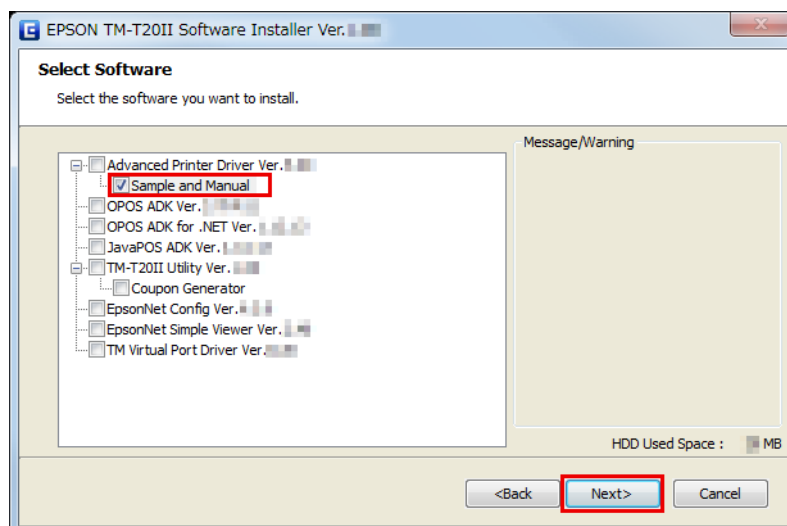 EPSON TM-T20II Software Installer Ver.
Select Software
Select the software you want to install.
Message/Warning
Advanced Printer Driver Ver.
Sample and Manual
OPOS ADK Ver.
OPOS ADK for .NET Ver.
JavaPOS ADK Ver.
TM-T20II Utility Ver.
Coupon Generator
EpsonNet Config Ver.
EpsonNet Simple Viewer Ver.
TM Virtual Port Driver Ver.
HDD Used Space : MB
<Back Next> Cancel